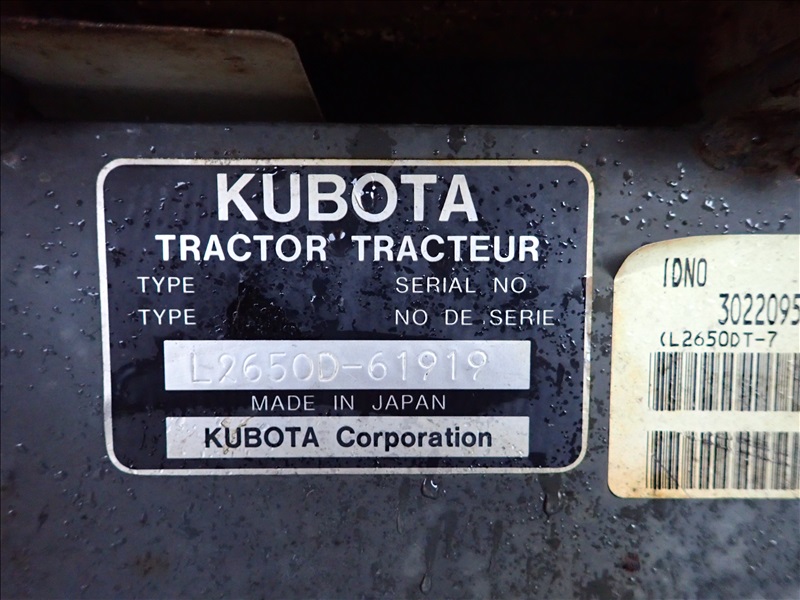 KUBOTA
TRACTOR TRACTEUR
TYPE SERIAL NO.
TYPE NO DE SERIE
L2650D-61919
MADE IN JAPAN
KUBOTA Corporation
IDNO
3022095
(L2650DT-7